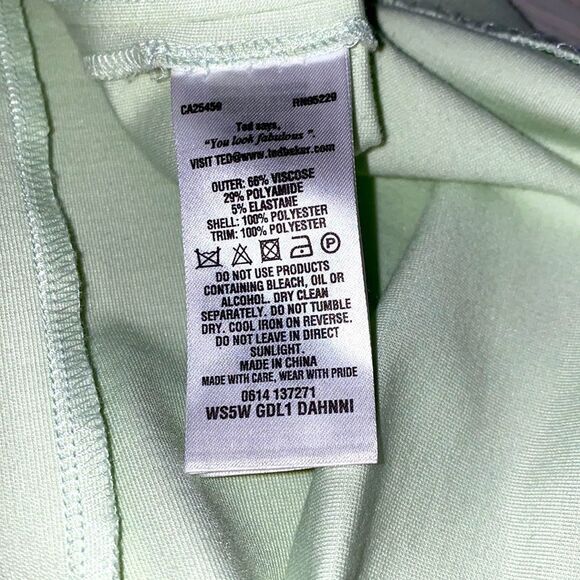 CA25459 RN95229
Ted says,
"You look fabulous".
VISIT TED@www.tedbaker.com
OUTER: 66% VISCOSE
29% POLYAMIDE
5% ELASTANE
SHELL: 100% POLYESTER
TRIM: 100% POLYESTER
P
DO NOT USE PRODUCTS
CONTAINING BLEACH, OIL OR
ALCOHOL. DRY CLEAN
SEPARATELY. DO NOT TUMBLE
DRY. COOL IRON ON REVERSE.
DO NOT LEAVE IN DIRECT
SUNLIGHT.
MADE IN CHINA
MADE WITH CARE, WEAR WITH PRIDE
0614 137271
WS5W GDL1 DAHNNI